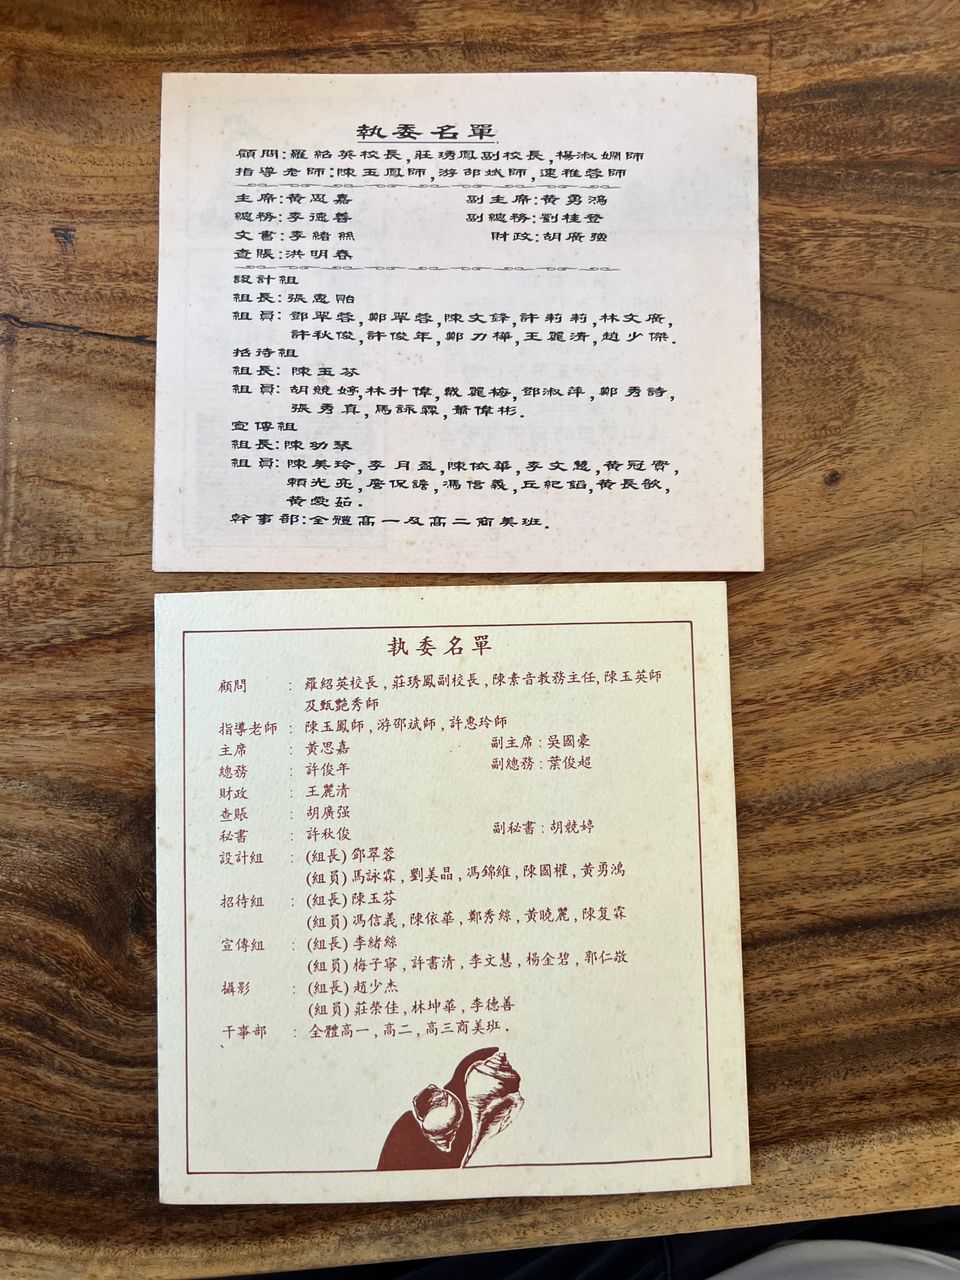 執委名單
顧問:羅紹英校長,莊琇鳳副校長,楊淑嫻師
指導老師:陳玉鳳師,游邵斌師,連稚蓉師
主席:黃思嘉 副主席:黃勇鴻
總務:李德善 副總務:劉桂登
文書:李緒絲 財政:胡廣強
查賬:洪明春
設計組
組長:張惠貽
組員:鄧翠蓉,鄭翠蓉,陳文鋒,許莉莉,林文廣,
許秋俊,許俊年,鄭力樺,王麗清,趙少傑.
招待組
組長:陳玉芬
組員:胡競婷,林升偉,戴麗梅,鄧淑萍,鄭秀詩,
張秀真,馬詠霖,蕭偉彬.
宣傳組
組長:陳幼琴
組員:陳美玲,李月盈,陳依華,李文慧,黃冠齊,
賴光亮,詹保諺,馮信義,丘紀韜,黃長歆,
黃愛茹.
幹事部:全體高一及高二商美班.
執委名單
顧問 : 羅紹英校長,莊琇鳳副校長,陳素音教務主任,陳玉英師
及甄艷秀師
指導老師 : 陳玉鳳師,游邵斌師,許惠玲師
主席 : 黃思嘉 副主席:吳國豪
總務 : 許俊年 副總務:葉俊超
財政 : 王麗清
查賬 : 胡廣强
秘書 : 許秋俊 副秘書:胡競婷
設計組 : (組長)鄧翠蓉
(組員)馬詠霖,劉美晶,馮錦維,陳國權,黃勇鴻
招待組 : (組長)陳玉芬
(組員)馮信義,陳依華,鄭秀絲,黃曉麗,陳复霖
宣傳組 : (組長)李緒絲
(組員)梅子寧,許書清,李文慧,楊金碧,郭仁敬
攝影 : (組長)趙少杰
(組員)莊榮佳,林坤華,李德善
干事部 : 全體高一,高二,高三商美班.